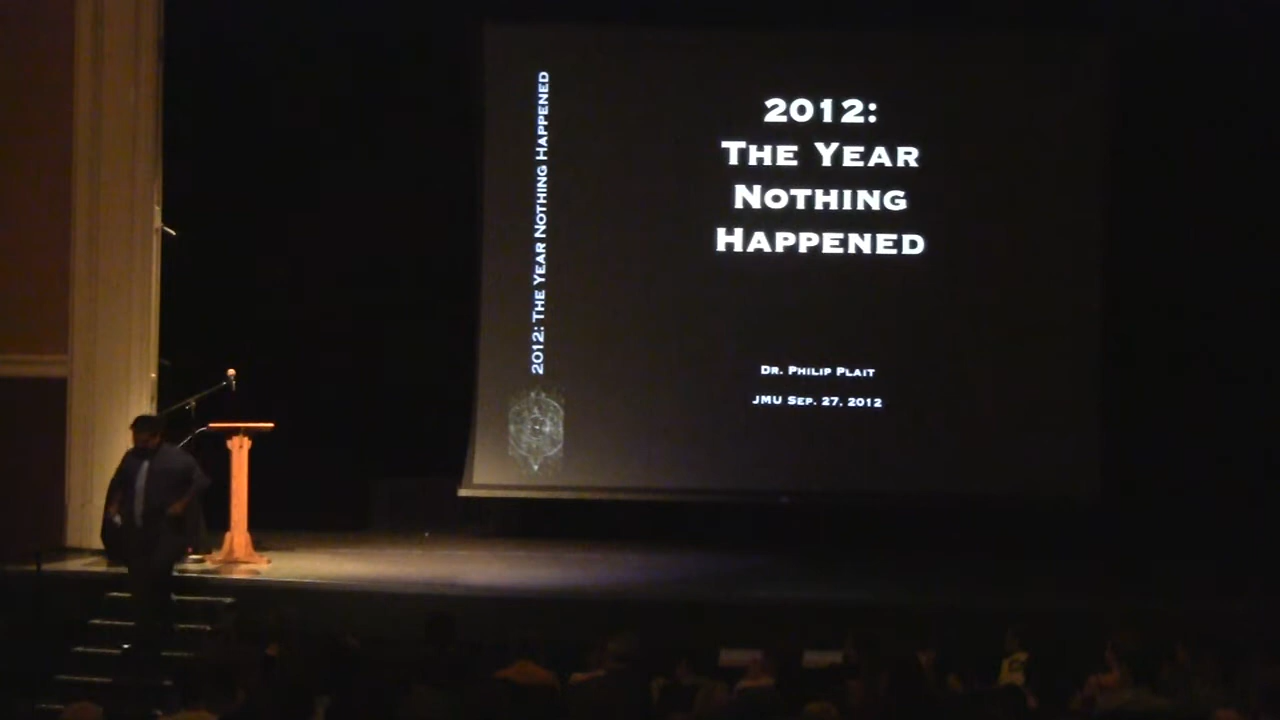 2012: The Year Nothing Happened
2012:
The Year
Nothing
Happened
Dr. Philip Plait
JMU Sep. 27, 2012